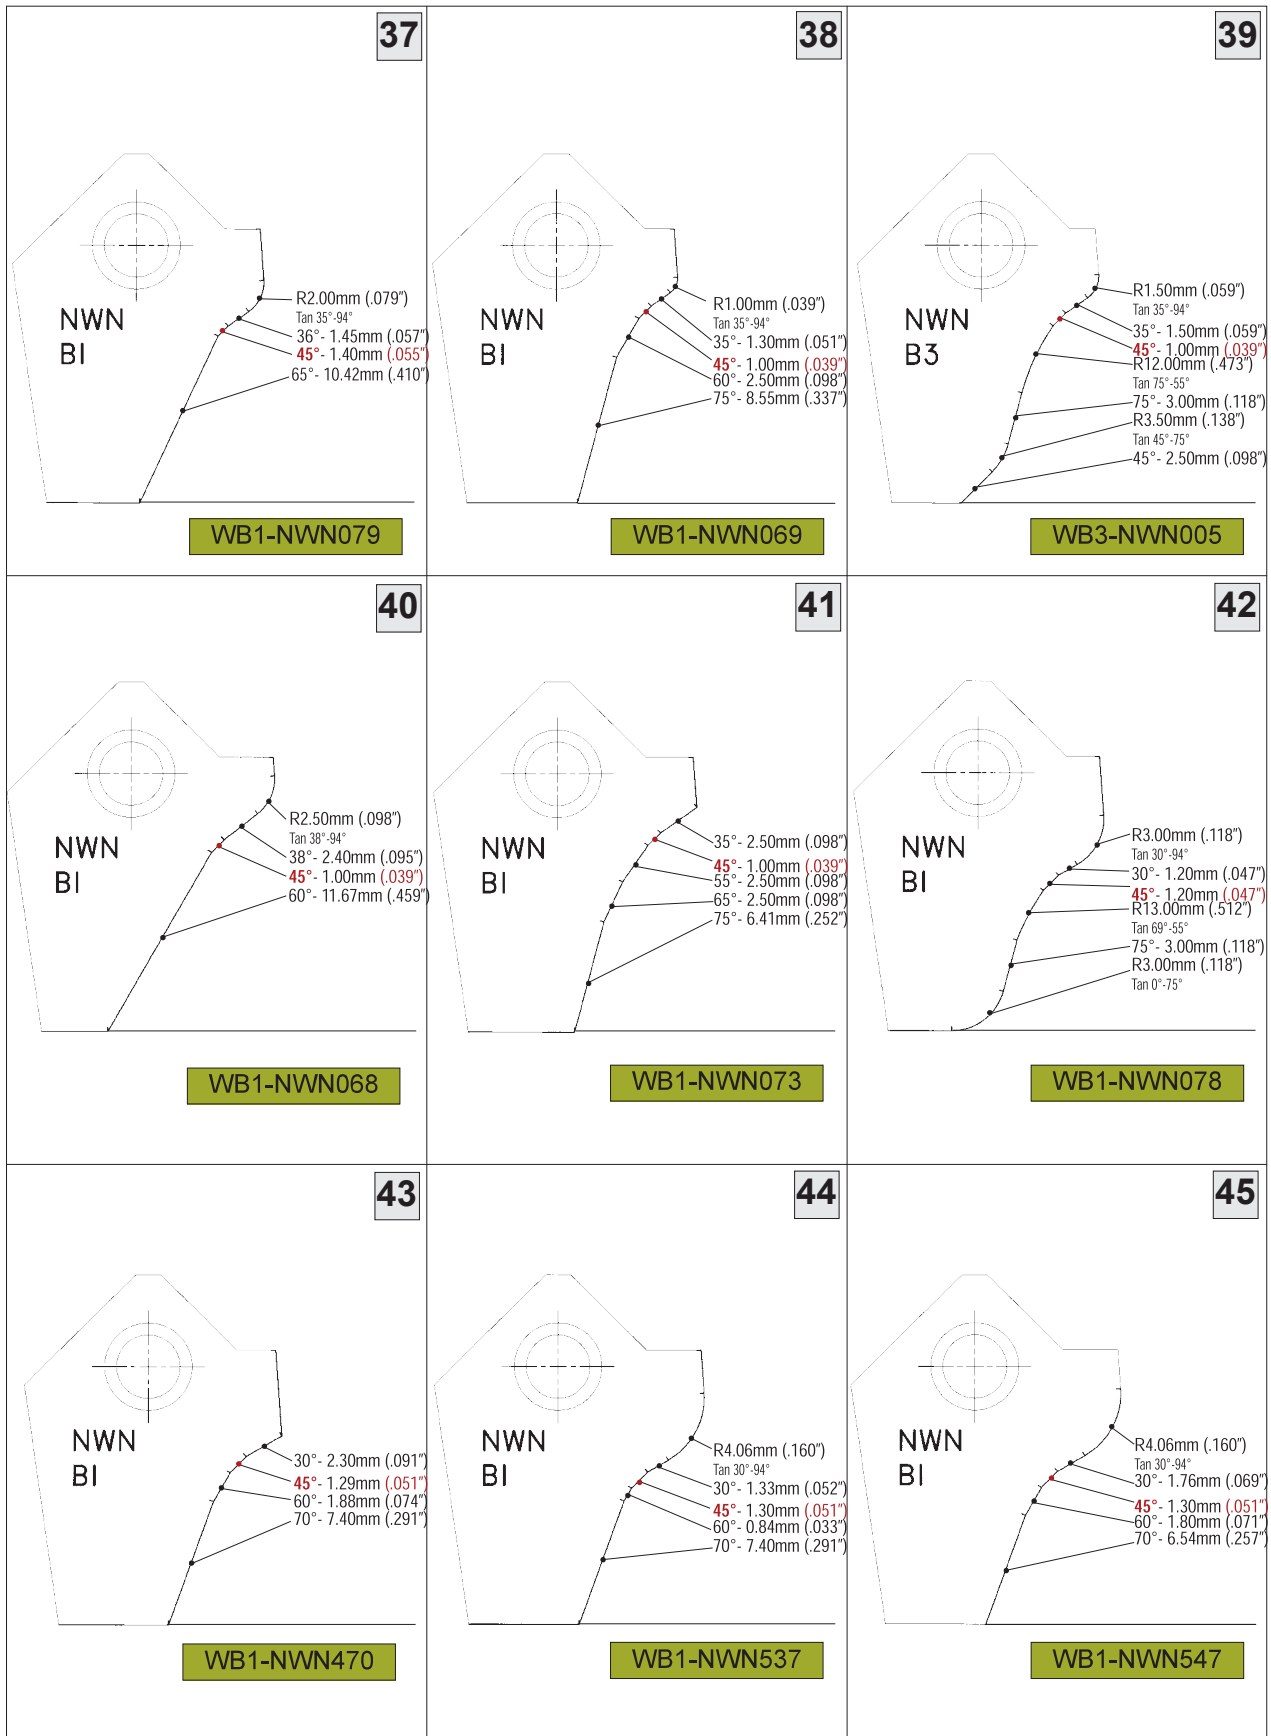 37
NWN
BI
R2.00mm (.079")
Tan 35°-94°
36°- 1.45mm (.057")
45°- 1.40mm (.055")
65°- 10.42mm (.410")
WB1-NWN079
38
NWN
BI
R1.00mm (.039")
Tan 35°-94°
35°- 1.30mm (.051")
45°- 1.00mm (.039")
60°- 2.50mm (.098")
75°- 8.55mm (.337")
WB1-NWN069
39
NWN
B3
R1.50mm (.059")
Tan 35°-94°
35°- 1.50mm (.059")
45°- 1.00mm (.039")
R12.00mm (.473")
Tan 75°-55°
75°- 3.00mm (.118")
R3.50mm (.138")
Tan 45°-75°
45°- 2.50mm (.098")
WB3-NWN005
40
NWN
BI
R2.50mm (.098")
Tan 38°-94°
38°- 2.40mm (.095")
45°- 1.00mm (.039")
60°- 11.67mm (.459")
WB1-NWN068
41
NWN
BI
35°- 2.50mm (.098")
45°- 1.00mm (.039")
55°- 2.50mm (.098")
65°- 2.50mm (.098")
75°- 6.41mm (.252")
WB1-NWN073
42
NWN
BI
R3.00mm (.118")
Tan 30°-94°
30°- 1.20mm (.047")
45°- 1.20mm (.047")
R13.00mm (.512")
Tan 69°-55°
75°- 3.00mm (.118")
R3.00mm (.118")
Tan 0°-75°
WB1-NWN078
43
NWN
BI
30°- 2.30mm (.091")
45°- 1.29mm (.051")
60°- 1.88mm (.074")
70°- 7.40mm (.291")
WB1-NWN470
44
NWN
BI
R4.06mm (.160")
Tan 30°-94°
30°- 1.33mm (.052")
45°- 1.30mm (.051")
60°- 0.84mm (.033")
70°- 7.40mm (.291")
WB1-NWN537
45
NWN
BI
R4.06mm (.160")
Tan 30°-94°
30°- 1.76mm (.069")
45°- 1.30mm (.051")
60°- 1.80mm (.071")
70°- 6.54mm (.257")
WB1-NWN547